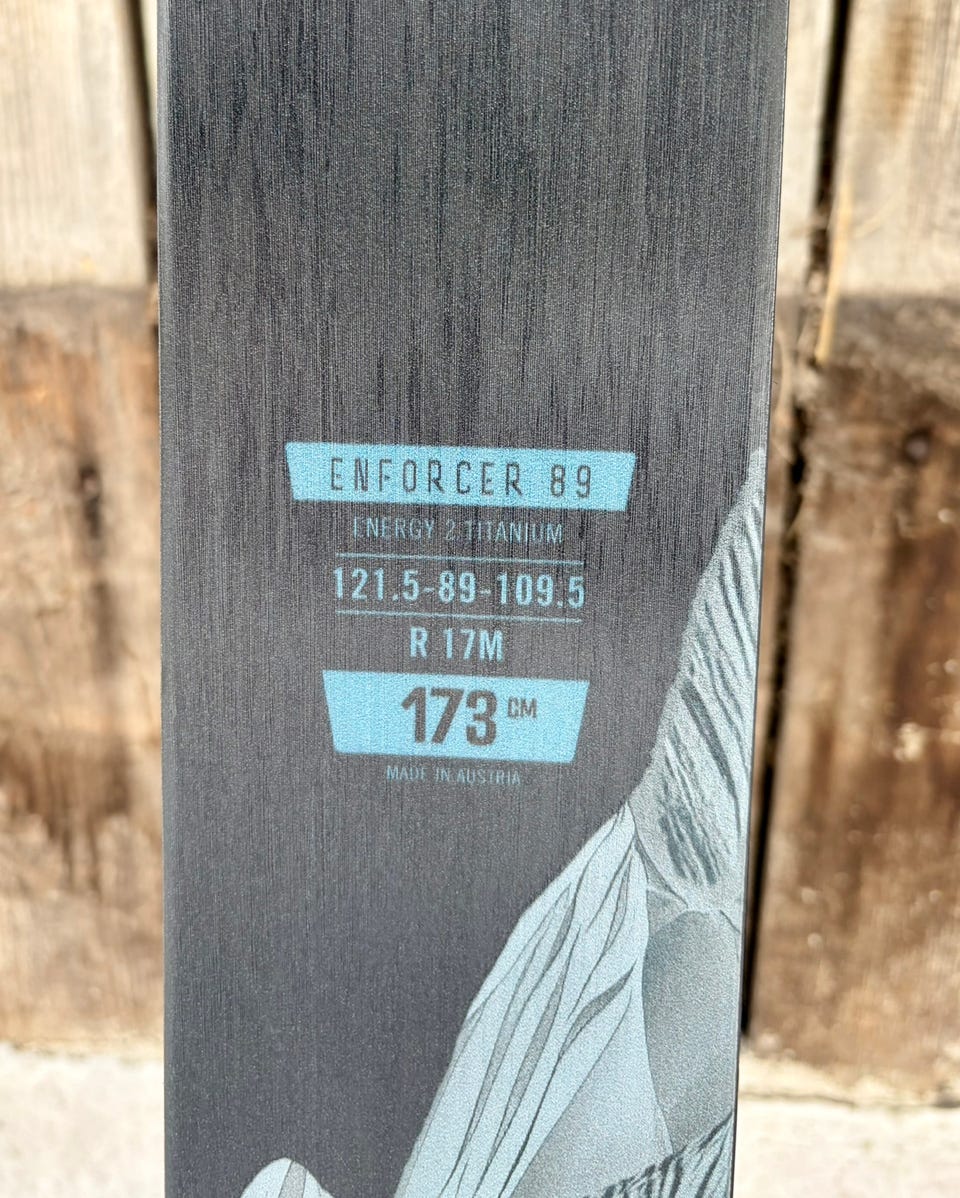 ENFORCER 89
ENERGY 2 TITANIUM
121.5-89-109.5
R 17M
173 CM
MADE IN AUSTRIA